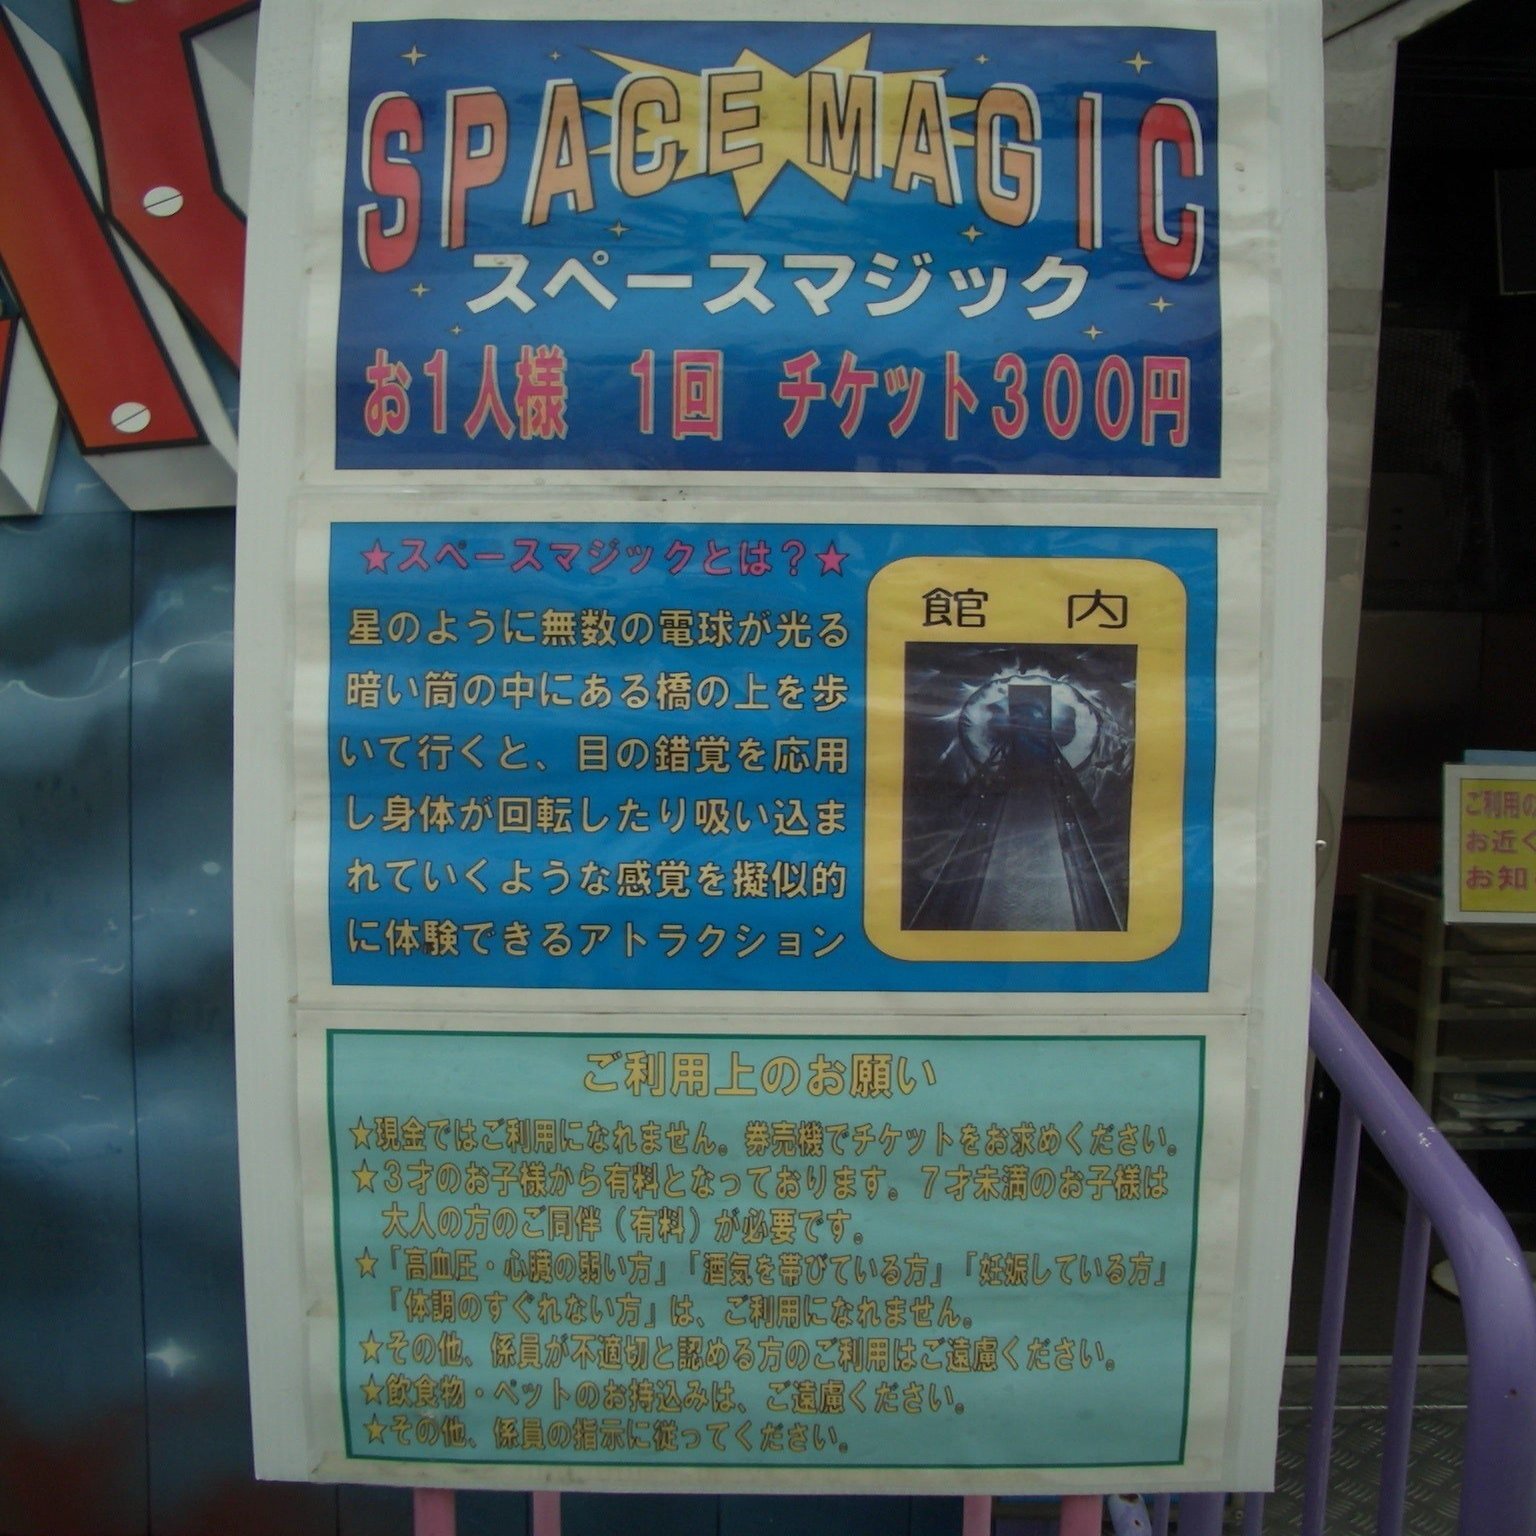 SPACE MAGIC
スペースマジック
お1人様 1回 チケット300円
★スペースマジックとは?★
星のように無数の電球が光る
暗い筒の中にある橋の上を歩
いて行くと、目の錯覚を応用
し身体が回転したり吸い込ま
れていくような感覚を擬似的
に体験できるアトラクション
館 内
ご利用上のお願い
★現金ではご利用になれません。券売機でチケットをお求めください。
★3才のお子様から有料となっております。7才未満のお子様は
大人の方のご同伴(有料)が必要です。
★「高血圧・心臓の弱い方」「酒気を帯びている方」「妊娠している方」
「体調のすぐれない方」は、ご利用になれません。
★その他、係員が不適切と認める方のご利用はご遠慮ください。
★飲食物・ペットのお持込みは、ご遠慮ください。
★その他、係員の指示に従ってください。
ご利用の
お近く
お知